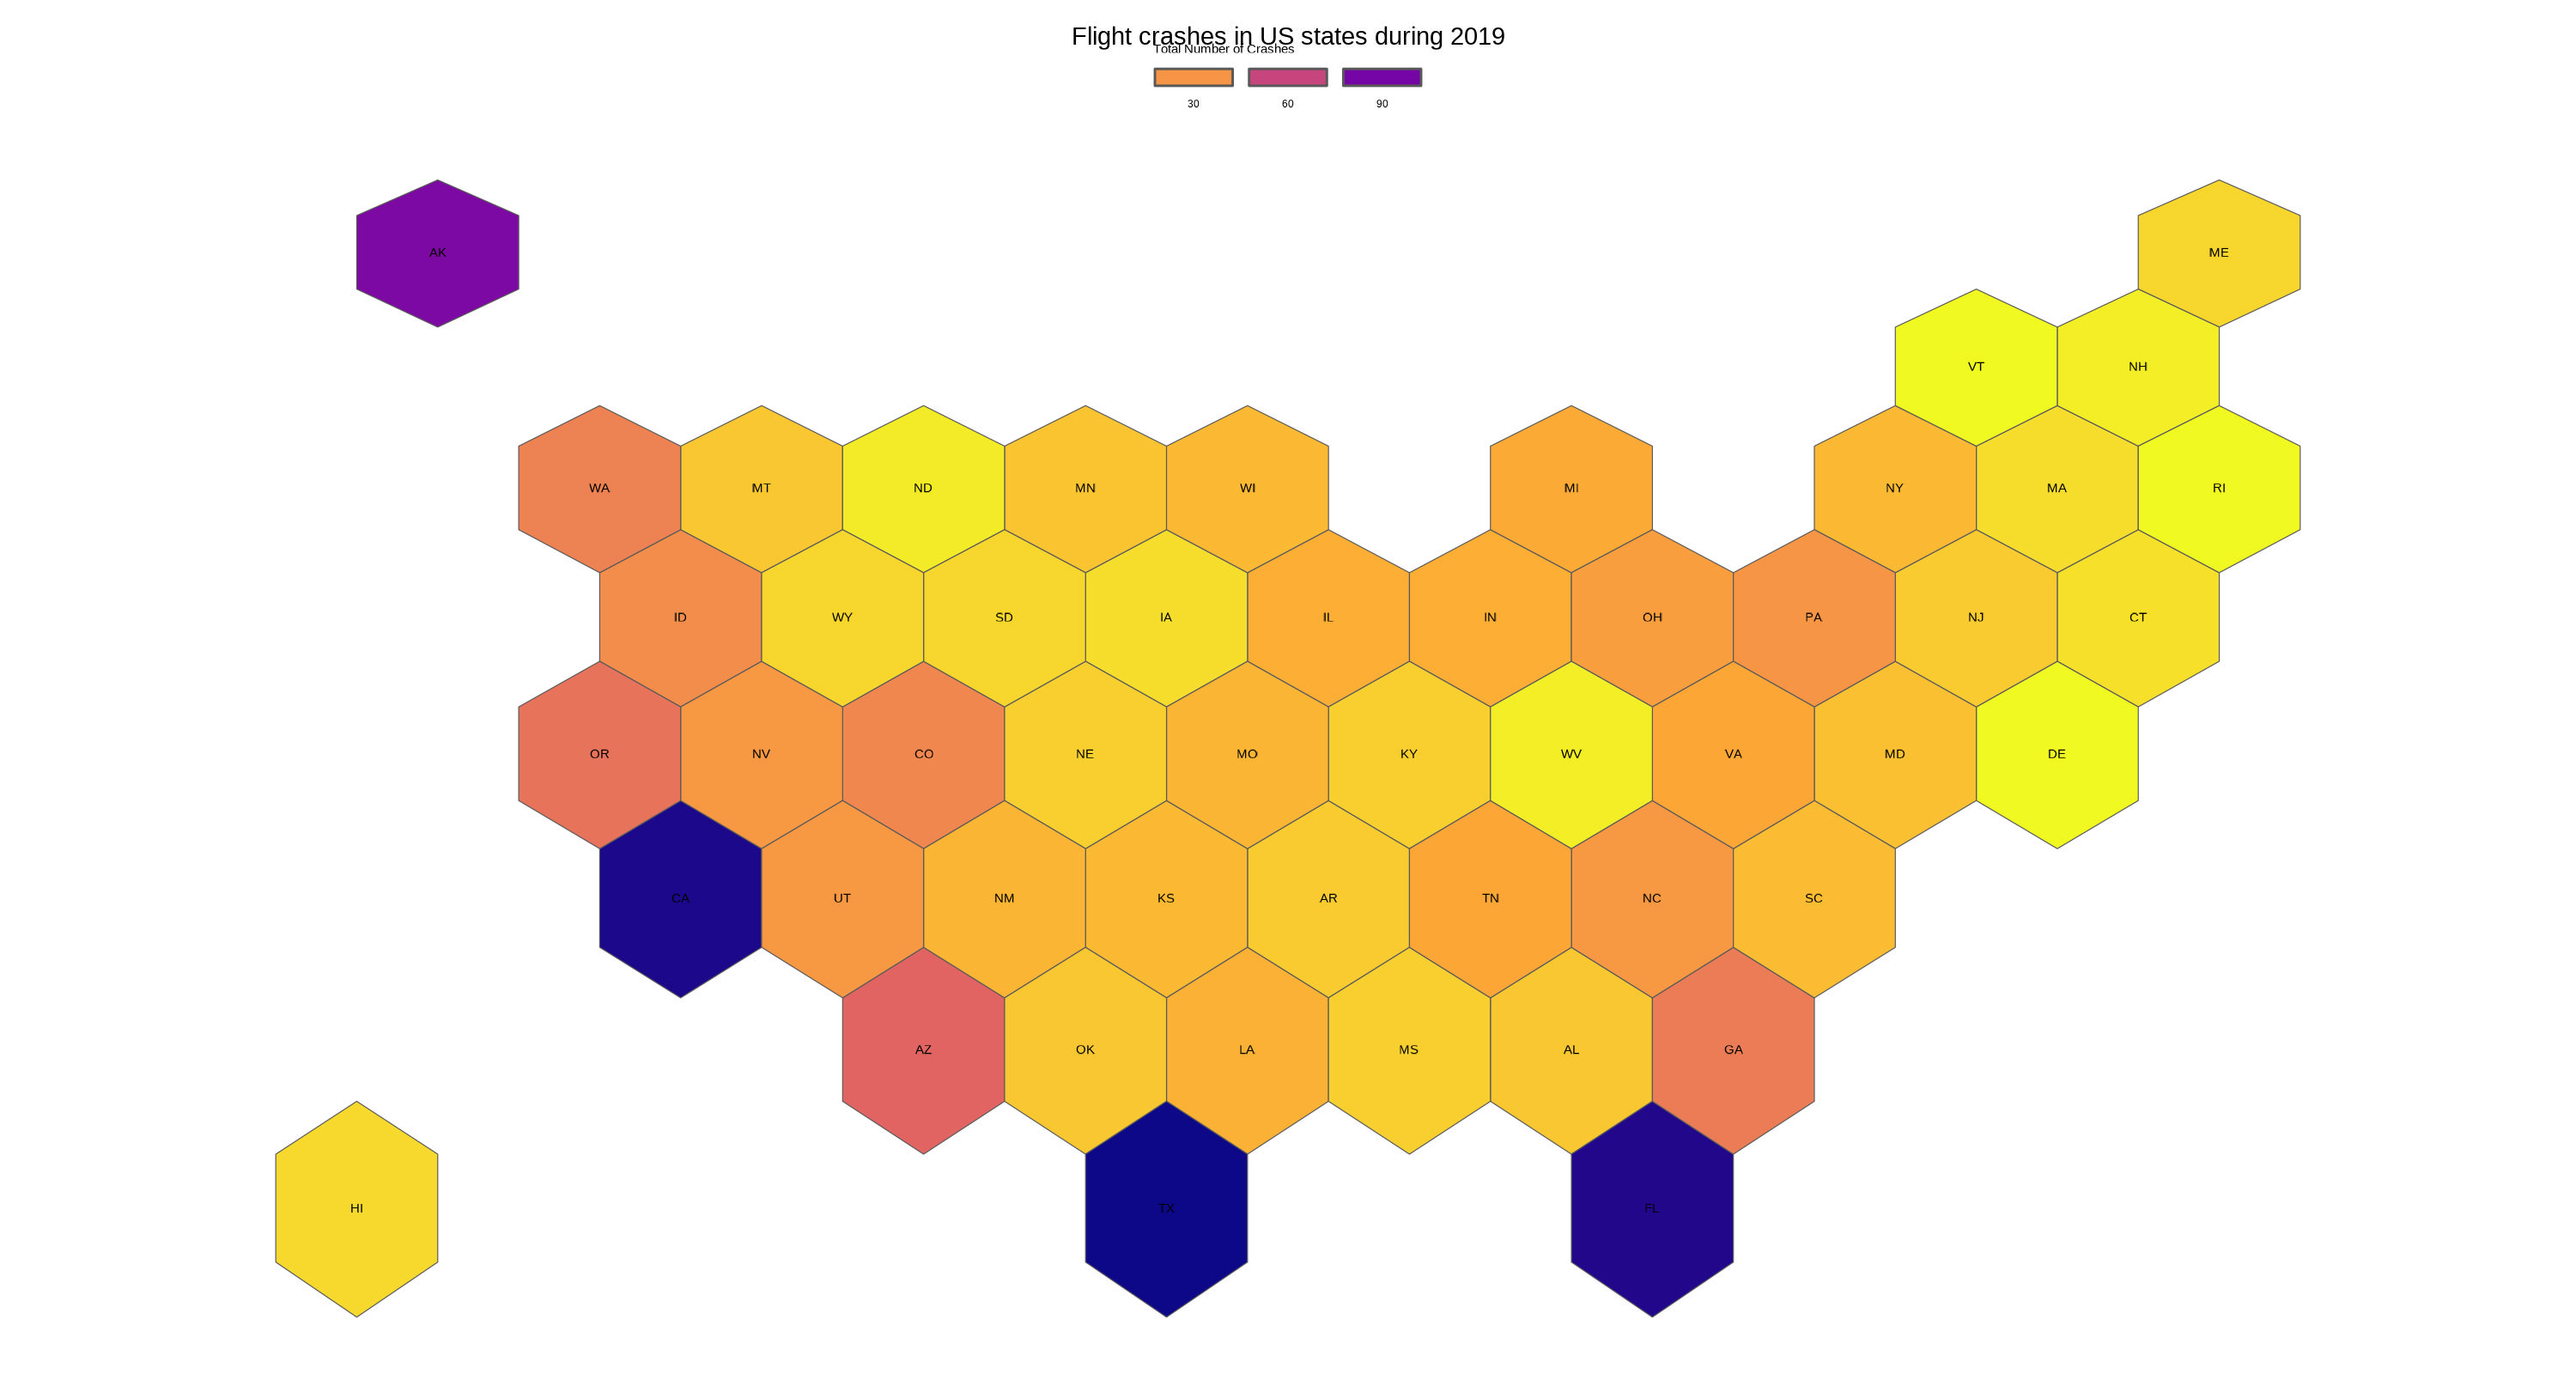 Flight crashes in US states during 2019
Total Number of Crashes
30 60 90
AK ME
VT NH
WA MT ND MN WI MI NY MA RI
ID WY SD IA IL IN OH PA NJ CT
OR NV CO NE MO KY WV VA MD DE
CA UT NM KS AR TN NC SC
AZ OK LA MS AL GA
HI TX FL